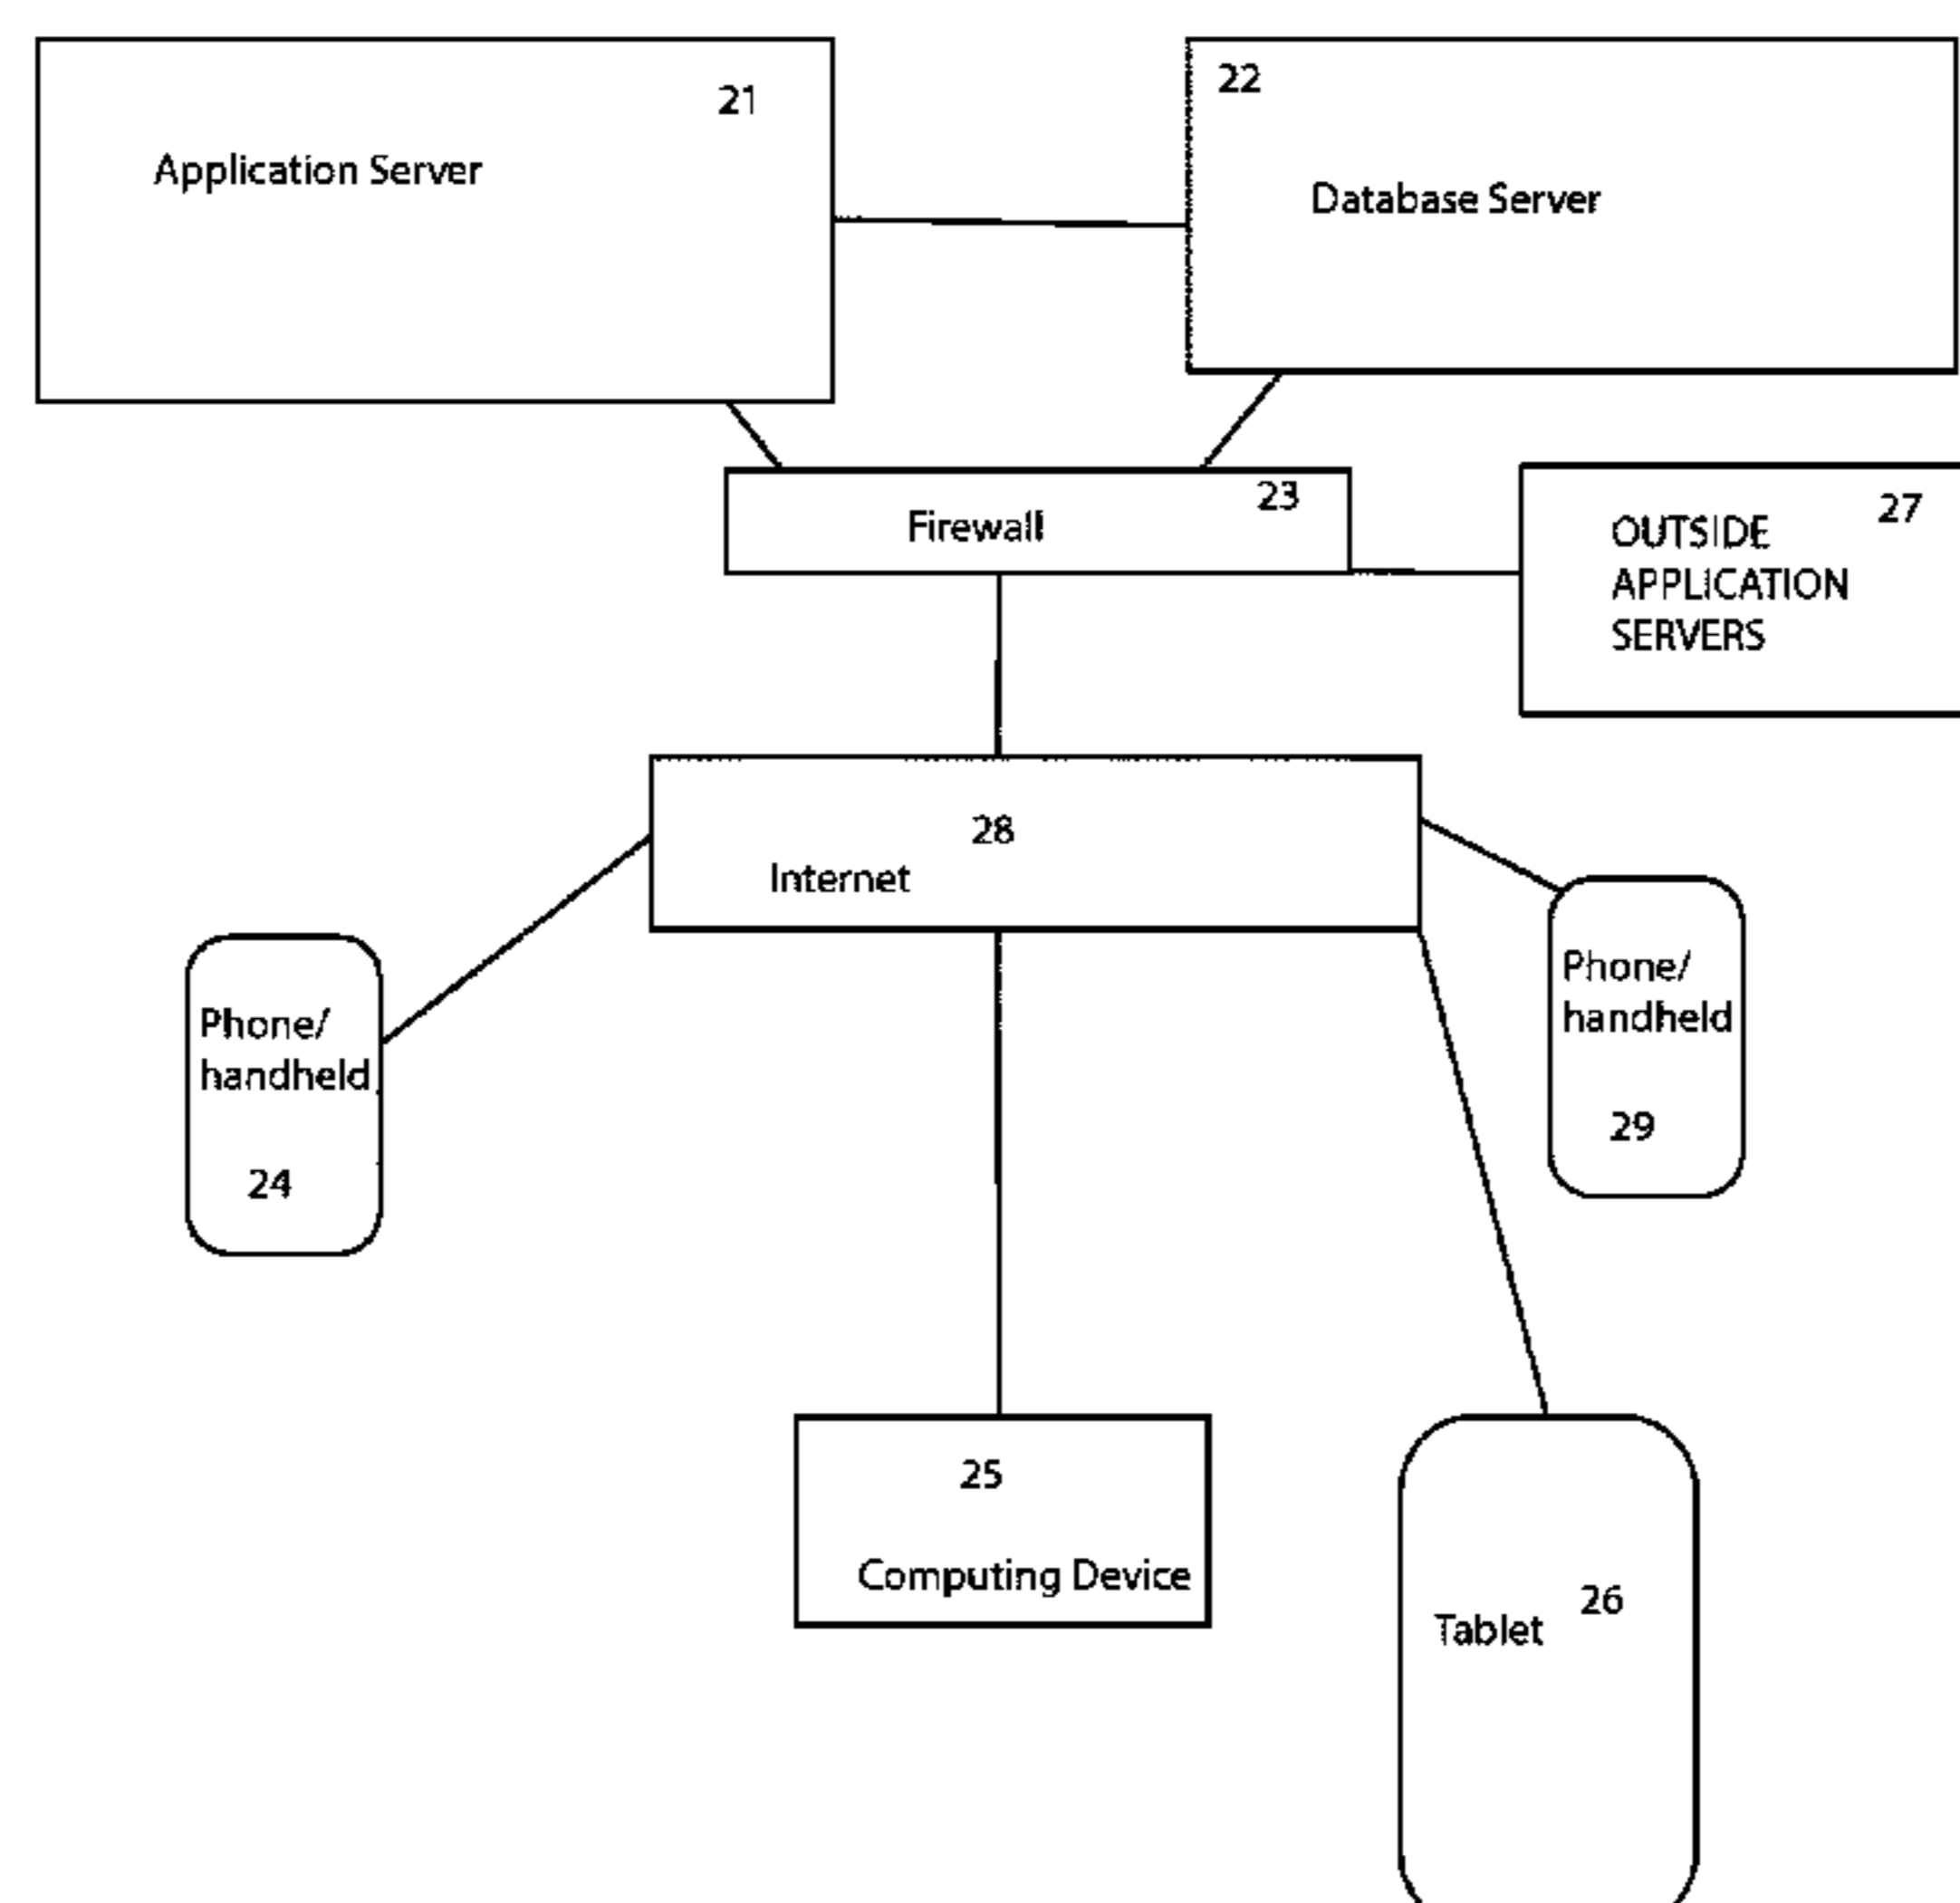 21
Application Server
22
Database Server
23
Firewall
27
OUTSIDE
APPLICATION
SERVERS
28
Internet
Phone/
handheld
24
Phone/
handheld
29
25
Computing Device
26
Tablet